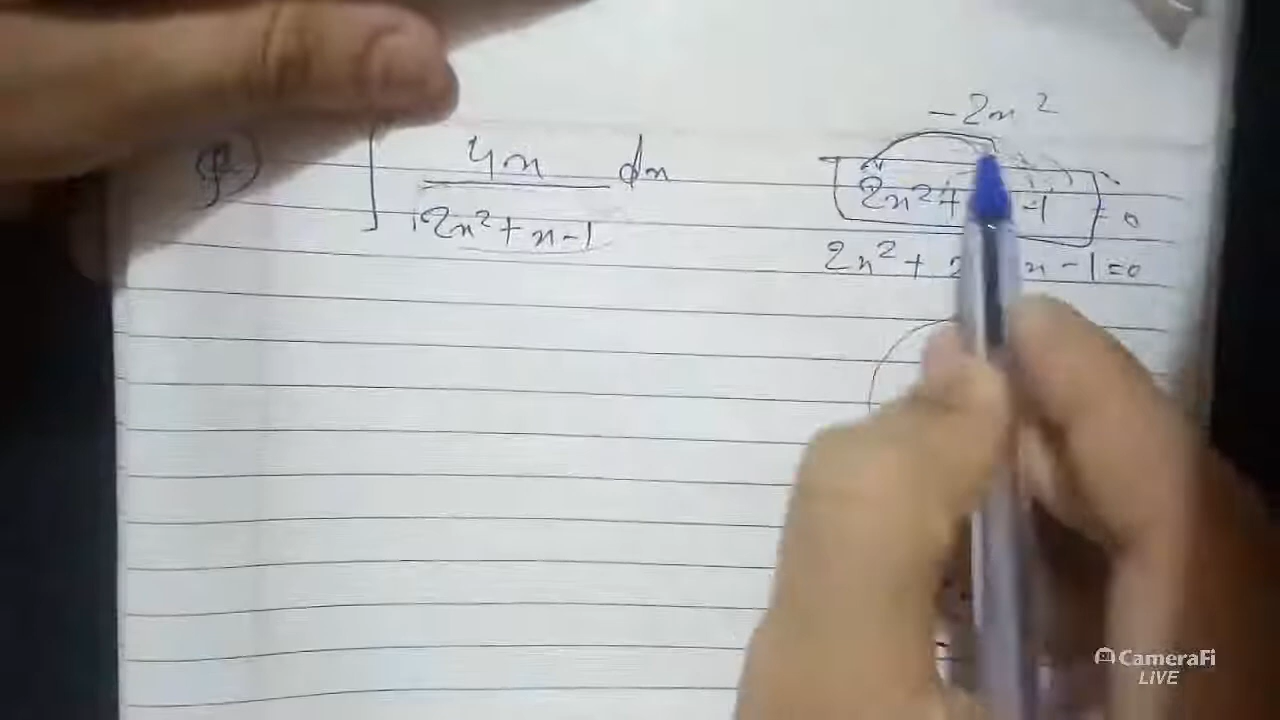 -2x²
∫ 4x/(2x²+x-1) dx
2x²+ -1 = 0
2x²+ 2 x -1=0
CameraFi
LIVE